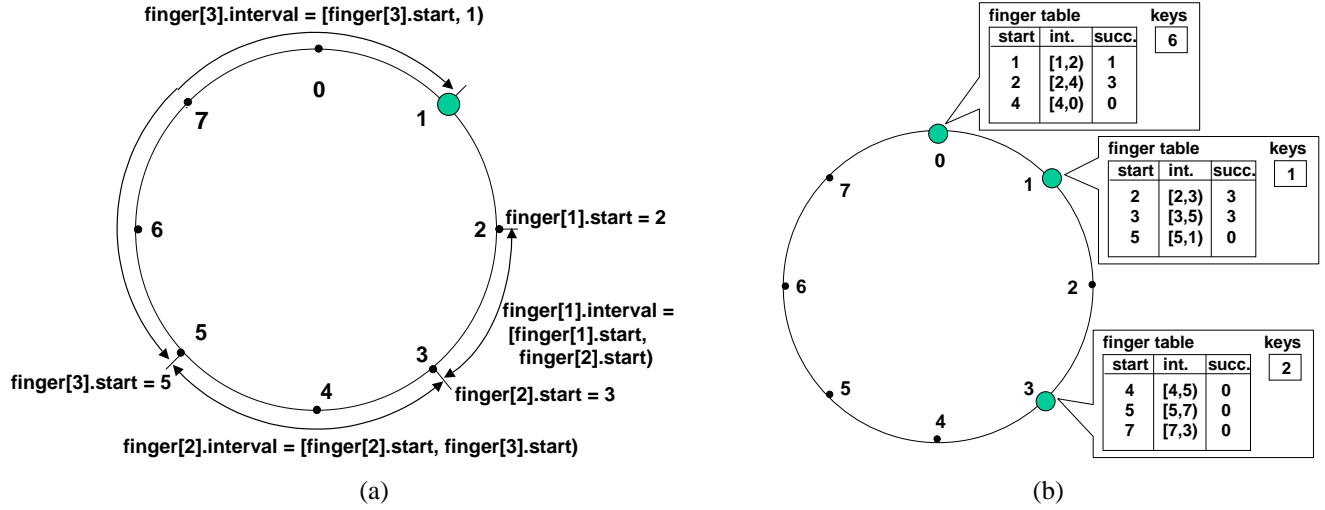 finger[3].interval = [finger[3].start, 1)
0
1
7
6
2
finger[1].start = 2
finger[1].interval =
[finger[1].start,
finger[2].start)
5
3
4
finger[3].start = 5
finger[2].start = 3
finger[2].interval = [finger[2].start, finger[3].start)
(a)
finger table keys
start int. succ. 6
1 [1,2) 1
2 [2,4) 3
4 [4,0) 0
0
1
7
6
2
5
3
4
finger table keys
start int. succ. 1
2 [2,3) 3
3 [3,5) 3
5 [5,1) 0
finger table keys
start int. succ. 2
4 [4,5) 0
5 [5,7) 0
7 [7,3) 0
(b)